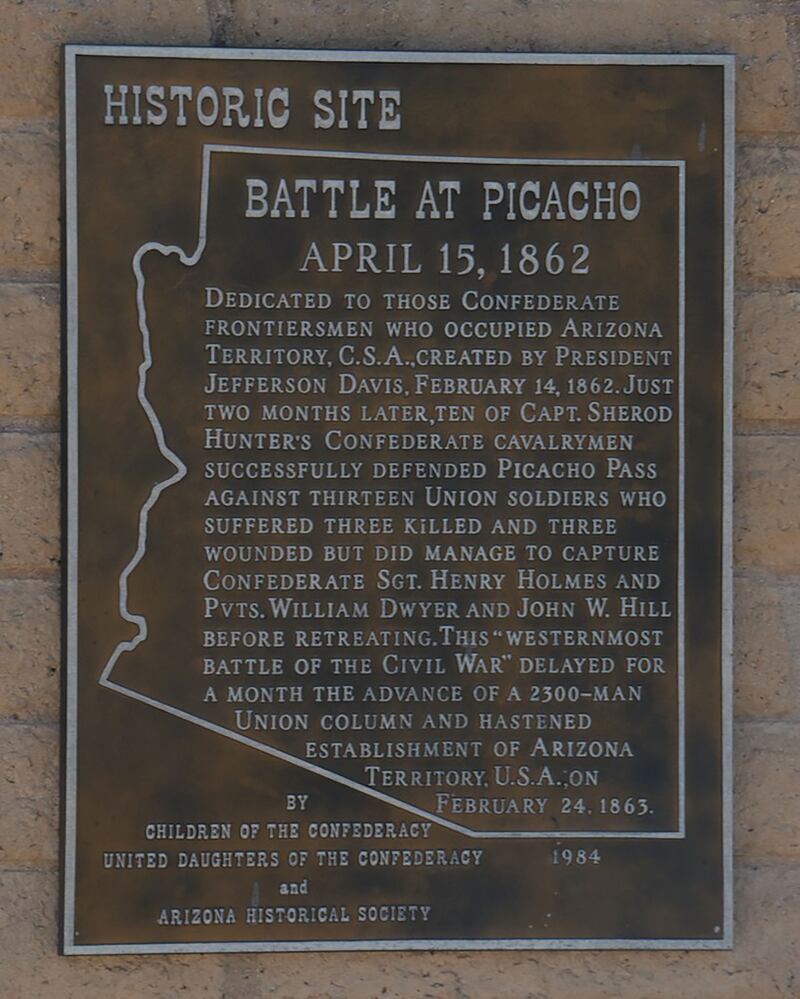 HISTORIC SITE
BATTLE AT PICACHO
APRIL 15, 1862
DEDICATED TO THOSE CONFEDERATE
FRONTIERSMEN WHO OCCUPIED ARIZONA
TERRITORY, C.S.A., CREATED BY PRESIDENT
JEFFERSON DAVIS, FEBRUARY 14, 1862. JUST
TWO MONTHS LATER, TEN OF CAPT. SHEROD
HUNTER'S CONFEDERATE CAVALRYMEN
SUCCESSFULLY DEFENDED PICACHO PASS
AGAINST THIRTEEN UNION SOLDIERS WHO
SUFFERED THREE KILLED AND THREE
WOUNDED BUT DID MANAGE TO CAPTURE
CONFEDERATE SGT. HENRY HOLMES AND
PVTS. WILLIAM DWYER AND JOHN W. HILL
BEFORE RETREATING. THIS "WESTERNMOST
BATTLE OF THE CIVIL WAR" DELAYED FOR
A MONTH THE ADVANCE OF A 2300-MAN
UNION COLUMN AND HASTENED
ESTABLISHMENT OF ARIZONA
TERRITORY, U.S.A., ON
FEBRUARY 24, 1863.
BY
CHILDREN OF THE CONFEDERACY
UNITED DAUGHTERS OF THE CONFEDERACY 1984
and
ARIZONA HISTORICAL SOCIETY